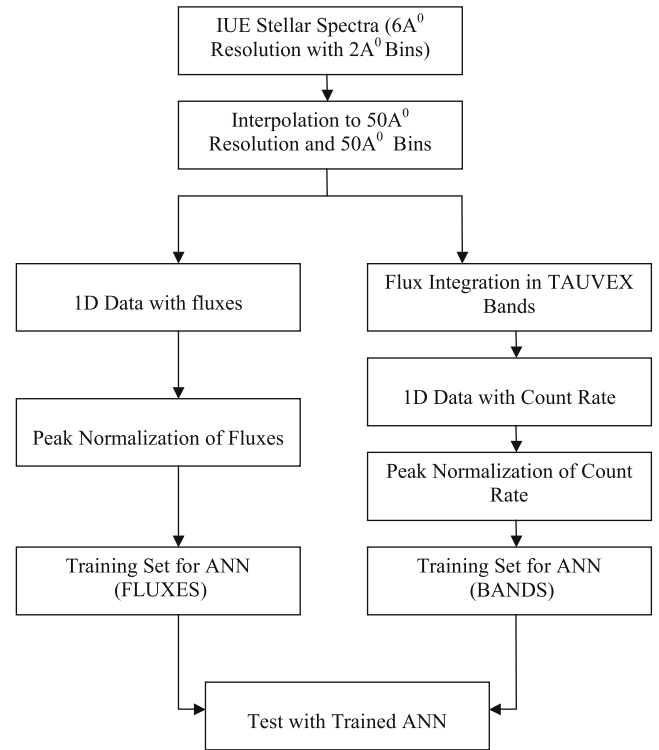 IUE Stellar Spectra (6A⁰
Resolution with 2A⁰ Bins)
Interpolation to 50A⁰
Resolution and 50A⁰ Bins
1D Data with fluxes
Peak Normalization of Fluxes
Training Set for ANN
(FLUXES)
Flux Integration in TAUVEX
Bands
1D Data with Count Rate
Peak Normalization of Count
Rate
Training Set for ANN
(BANDS)
Test with Trained ANN